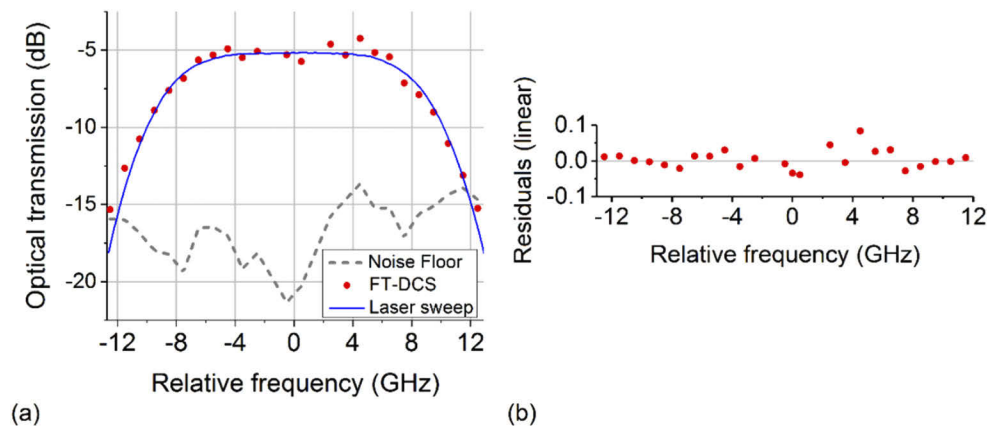 Optical transmission (dB)
-5
-10
-15
-20
Noise Floor
FT-DCS
Laser sweep
-12 -8 -4 0 4 8 12
Relative frequency (GHz)
(a)
Residuals (linear)
0.1
0.0
-0.1
-12 -8 -4 0 4 8 12
Relative frequency (GHz)
(b)